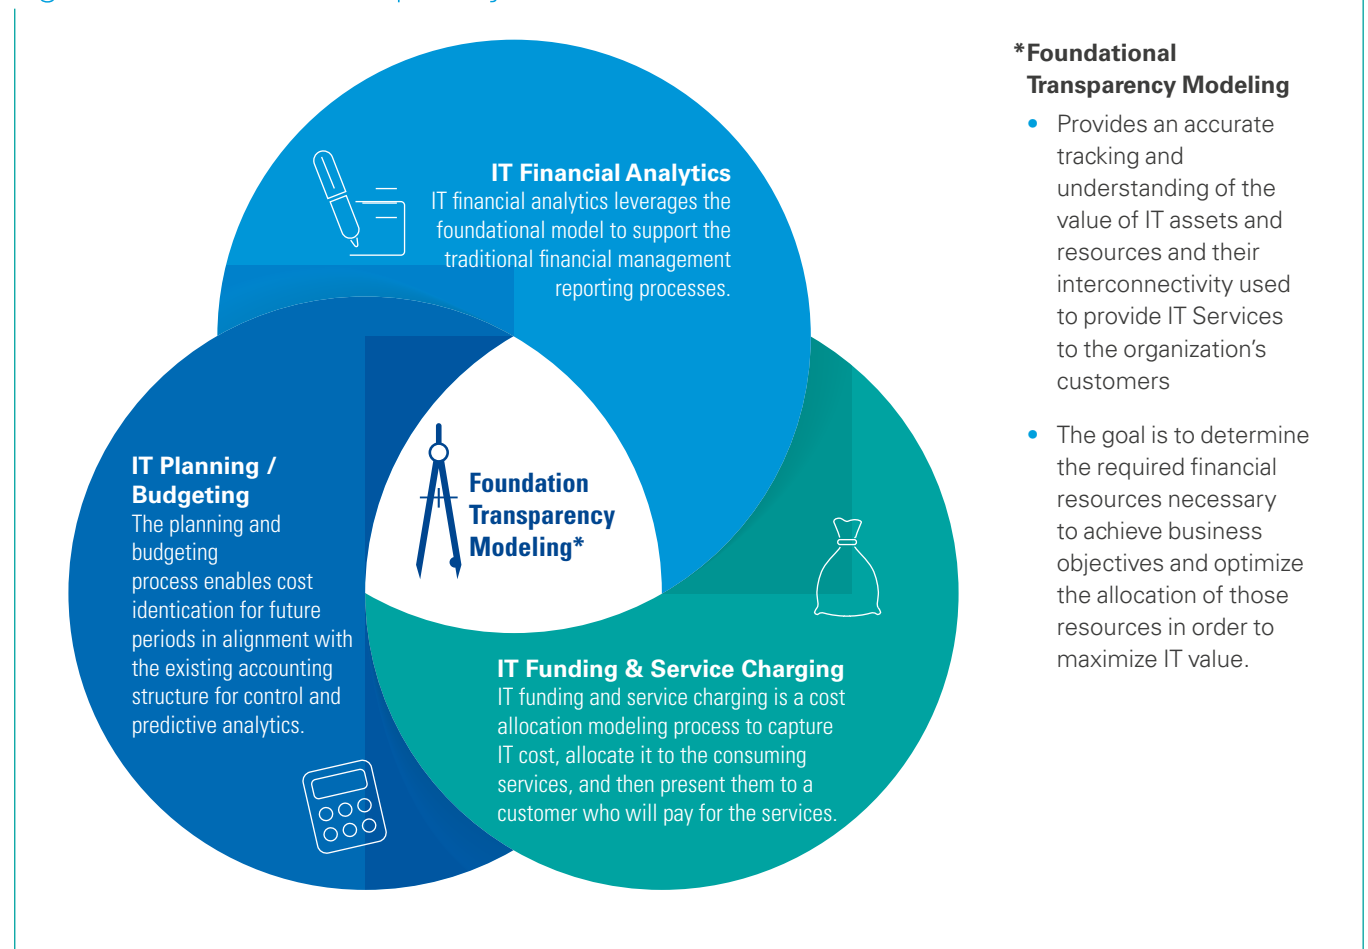 IT Financial Analytics
IT financial analytics leverages the
foundational model to support the
traditional financial management
reporting processes.
IT Planning /
Budgeting
The planning and
budgeting
process enables cost
identication for future
periods in alignment with
the existing accounting
structure for control and
predictive analytics.
Foundation
Transparency
Modeling*
IT Funding & Service Charging
IT funding and service charging is a cost
allocation modeling process to capture
IT cost, allocate it to the consuming
services, and then present them to a
customer who will pay for the services.
*Foundational
Transparency Modeling
• Provides an accurate
tracking and
understanding of the
value of IT assets and
resources and their
interconnectivity used
to provide IT Services
to the organization’s
customers
• The goal is to determine
the required financial
resources necessary
to achieve business
objectives and optimize
the allocation of those
resources in order to
maximize IT value.